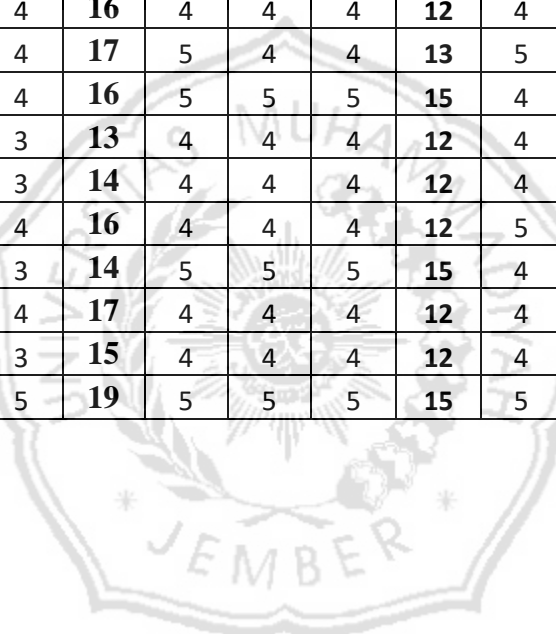 4 16 4 4 4 12 4
4 17 5 4 4 13 5
4 16 5 5 5 15 4
3 13 4 4 4 12 4
3 14 4 4 4 12 4
4 16 4 4 4 12 5
3 14 5 5 5 15 4
4 17 4 4 4 12 4
3 15 4 4 4 12 4
5 19 5 5 5 15 5
UNIVERSITAS MUHAMMADIYAH
JEMBER